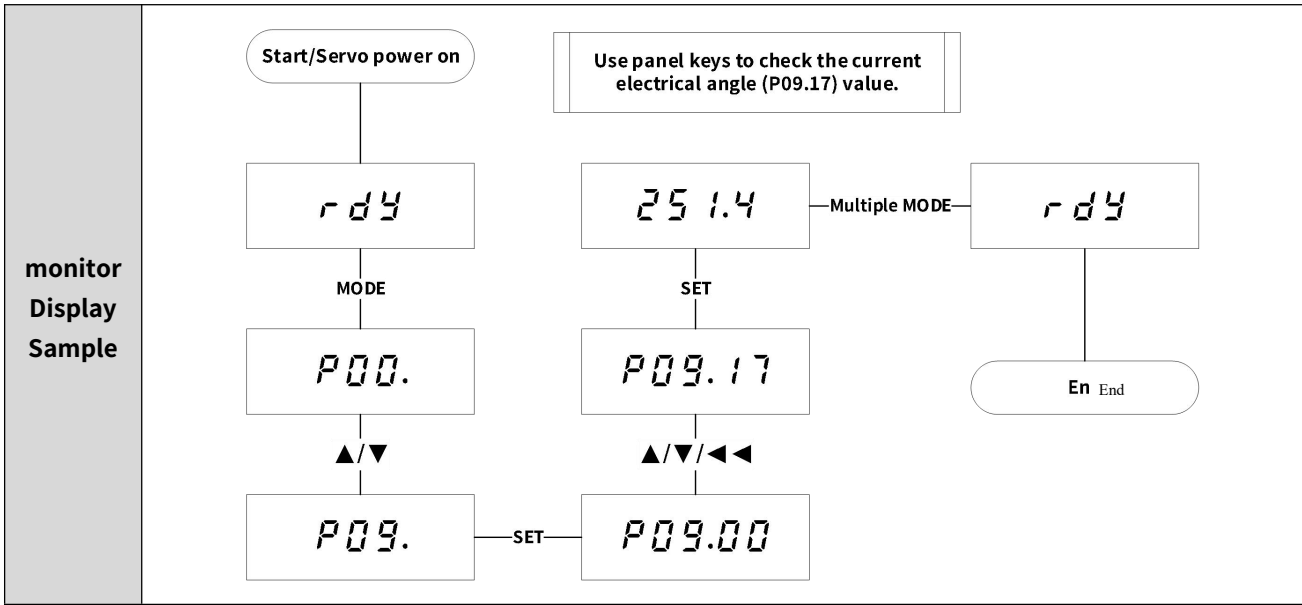 monitor
Display
Sample
Start/Servo power on
Use panel keys to check the current
electrical angle (P09.17) value.
rdy
MODE
P00.
▲/▼
P09.
SET
P09.00
▲/▼/◀◀
P09.17
SET
251.4
Multiple MODE
rdy
En End